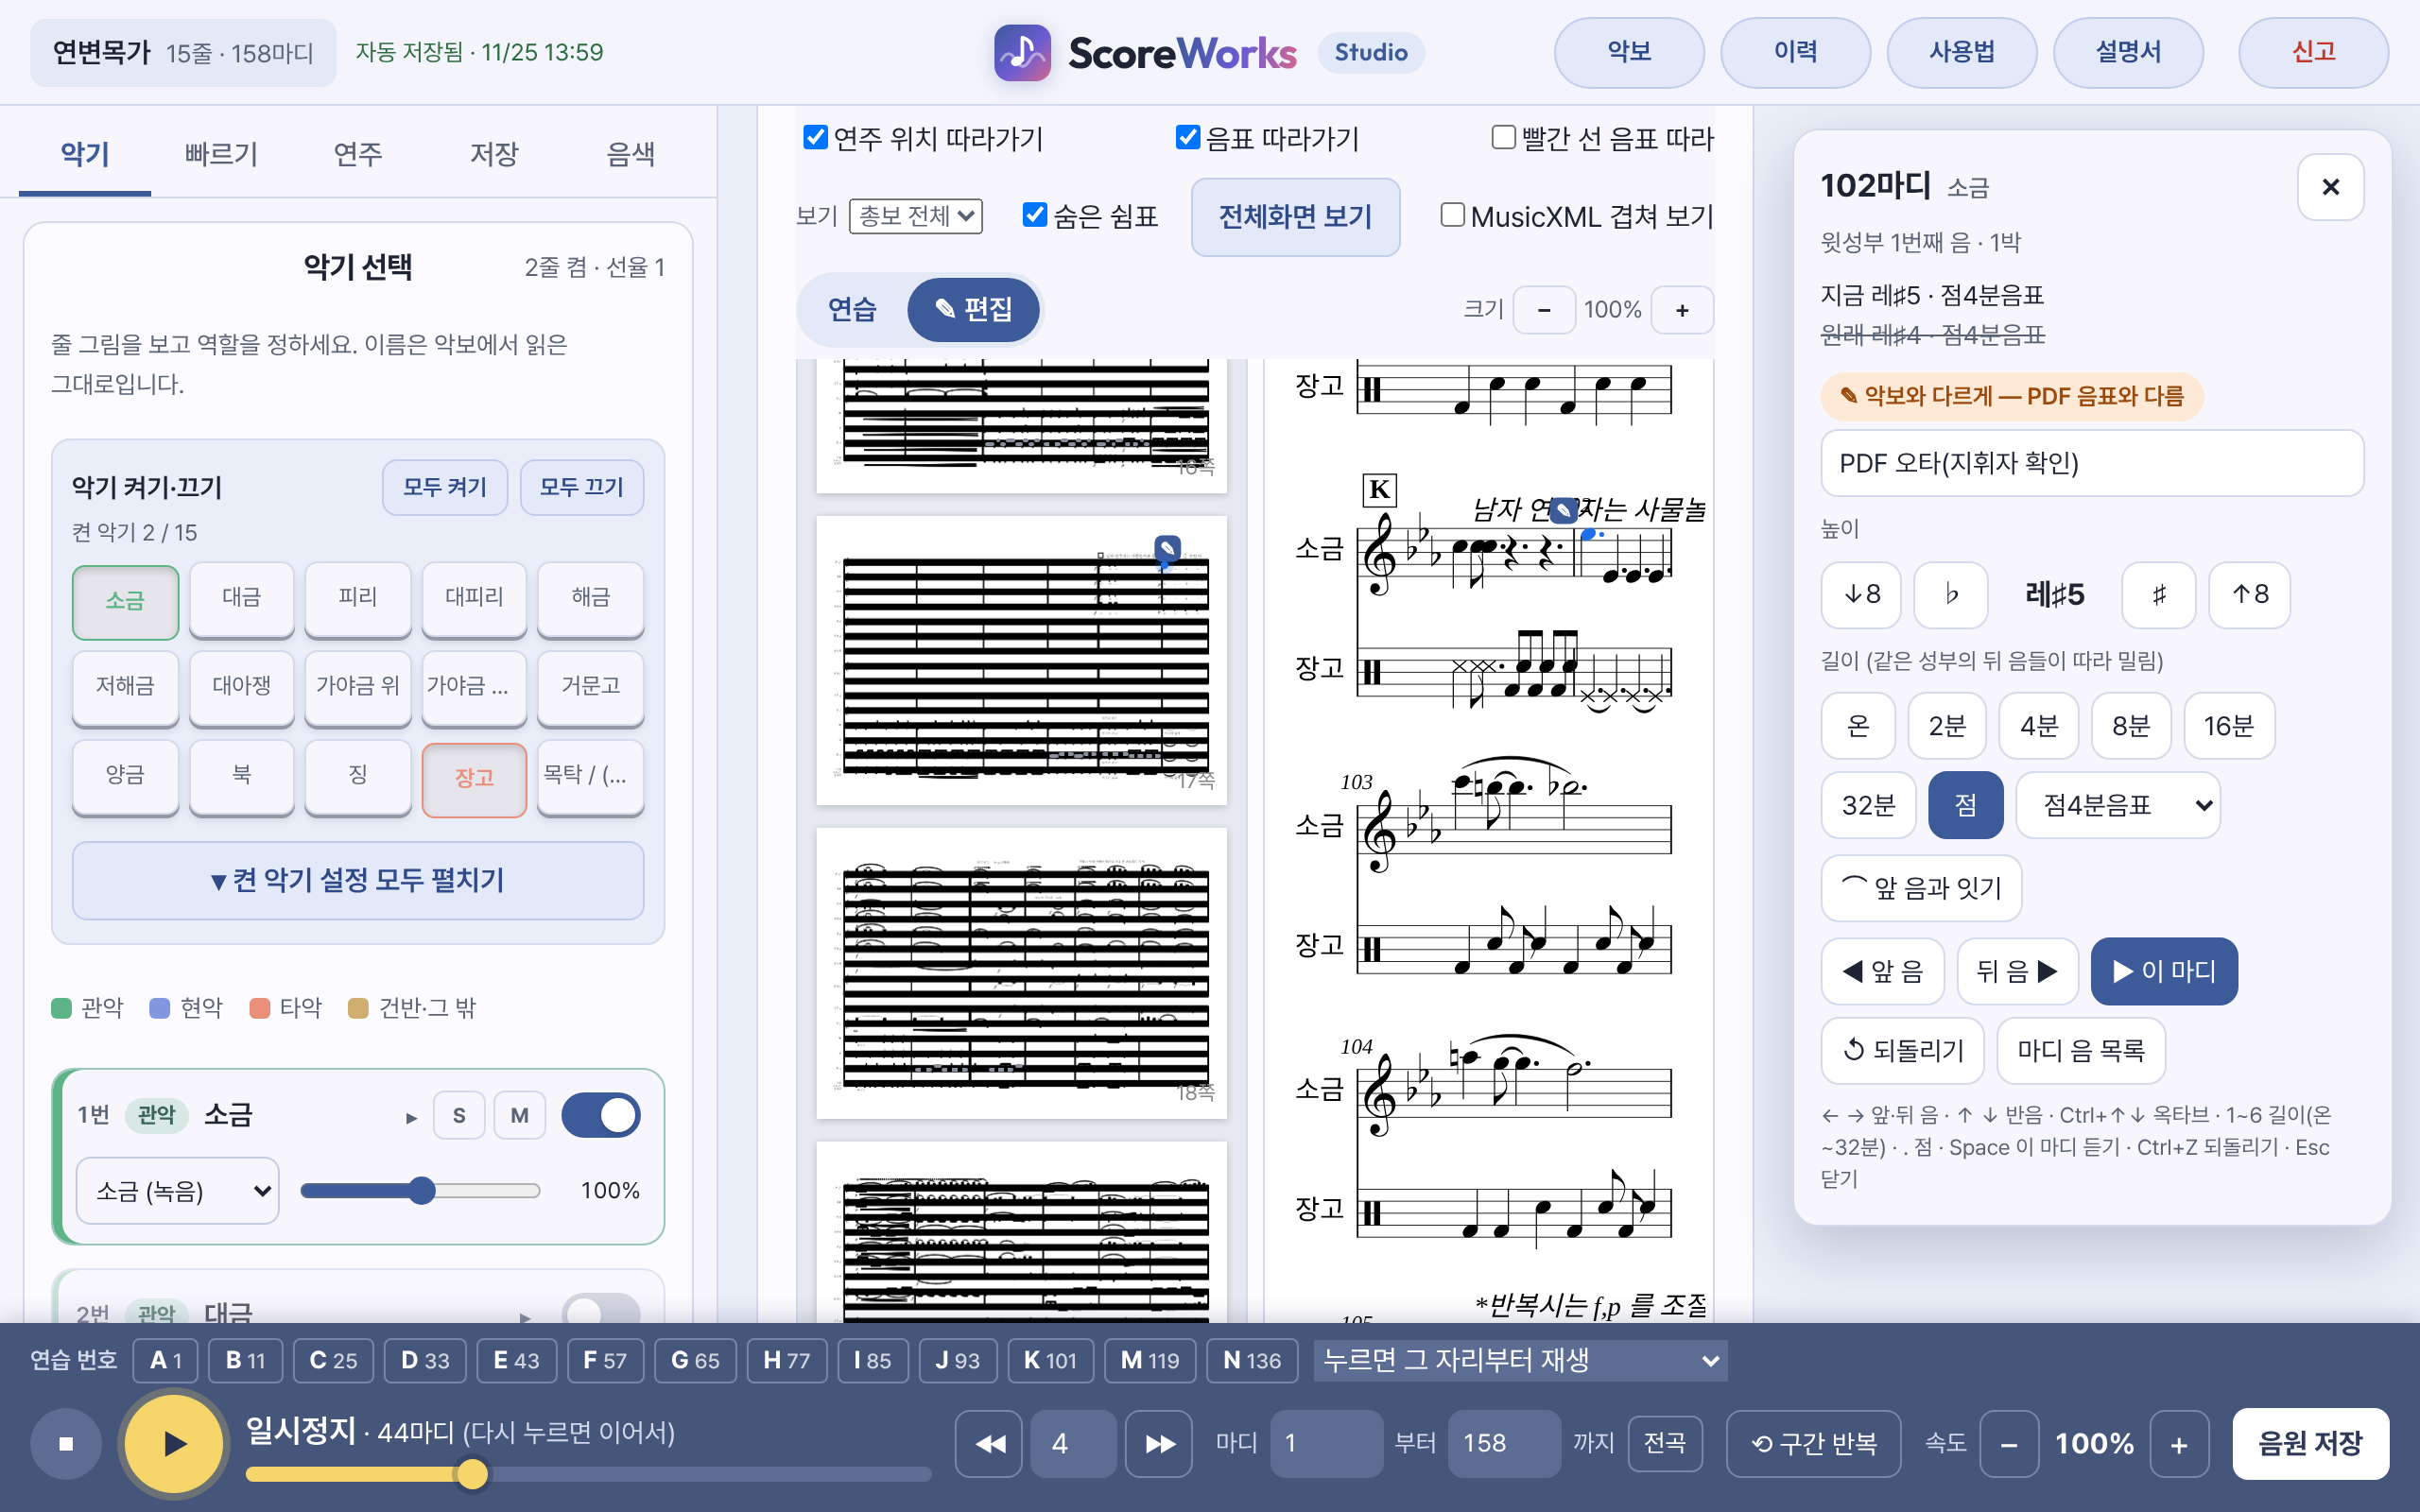 연변목가 15줄 · 158마디 자동 저장됨 · 11/25 13:59
ScoreWorks Studio
악보 이력 사용법 설명서 신고
악기 빠르기 연주 저장 음색
악기 선택 2줄 켬 · 선율 1
줄 그림을 보고 역할을 정하세요. 이름은 악보에서 읽은
그대로입니다.
악기 켜기·끄기 모두 켜기 모두 끄기
켠 악기 2 / 15
소금 대금 피리 대피리 해금
저해금 대아쟁 가야금 위 가야금 ... 거문고
양금 북 징 장고 목탁 / (...
▼ 켠 악기 설정 모두 펼치기
관악 현악 타악 건반·그 밖
1번 관악 소금 ▸ S M
소금 (녹음) 100%
2번 관악 대금 ▸
연주 위치 따라가기 음표 따라가기 빨간 선 음표 따라
보기 총보 전체 숨은 쉼표 전체화면 보기 MusicXML 겹쳐 보기
연습 ✎ 편집 크기 − 100% +
16쪽
17쪽
18쪽
장고
K
소금
장고
103
소금
장고
104
소금
장고
*반복시는 f,p 를 조절
105
102마디 소금 ✕
윗성부 1번째 음 · 1박
지금 레♯5 · 점4분음표
원래 레♯4 · 점4분음표
✎ 악보와 다르게 — PDF 음표와 다름
PDF 오타(지휘자 확인)
높이
↓8 ♭ 레♯5 ♯ ↑8
길이 (같은 성부의 뒤 음들이 따라 밀림)
온 2분 4분 8분 16분
32분 점 점4분음표
⌒ 앞 음과 잇기
◀ 앞 음 뒤 음 ▶ ▶ 이 마디
↺ 되돌리기 마디 음 목록
← → 앞·뒤 음 · ↑ ↓ 반음 · Ctrl+↑↓ 옥타브 · 1~6 길이(온
~32분) · . 점 · Space 이 마디 듣기 · Ctrl+Z 되돌리기 · Esc
닫기
연습 번호 A 1 B 11 C 25 D 33 E 43 F 57 G 65 H 77 I 85 J 93 K 101 M 119 N 136 누르면 그 자리부터 재생
일시정지 · 44마디 (다시 누르면 이어서)
4 마디 1 부터 158 까지 전곡 ⟲ 구간 반복 속도 − 100% + 음원 저장